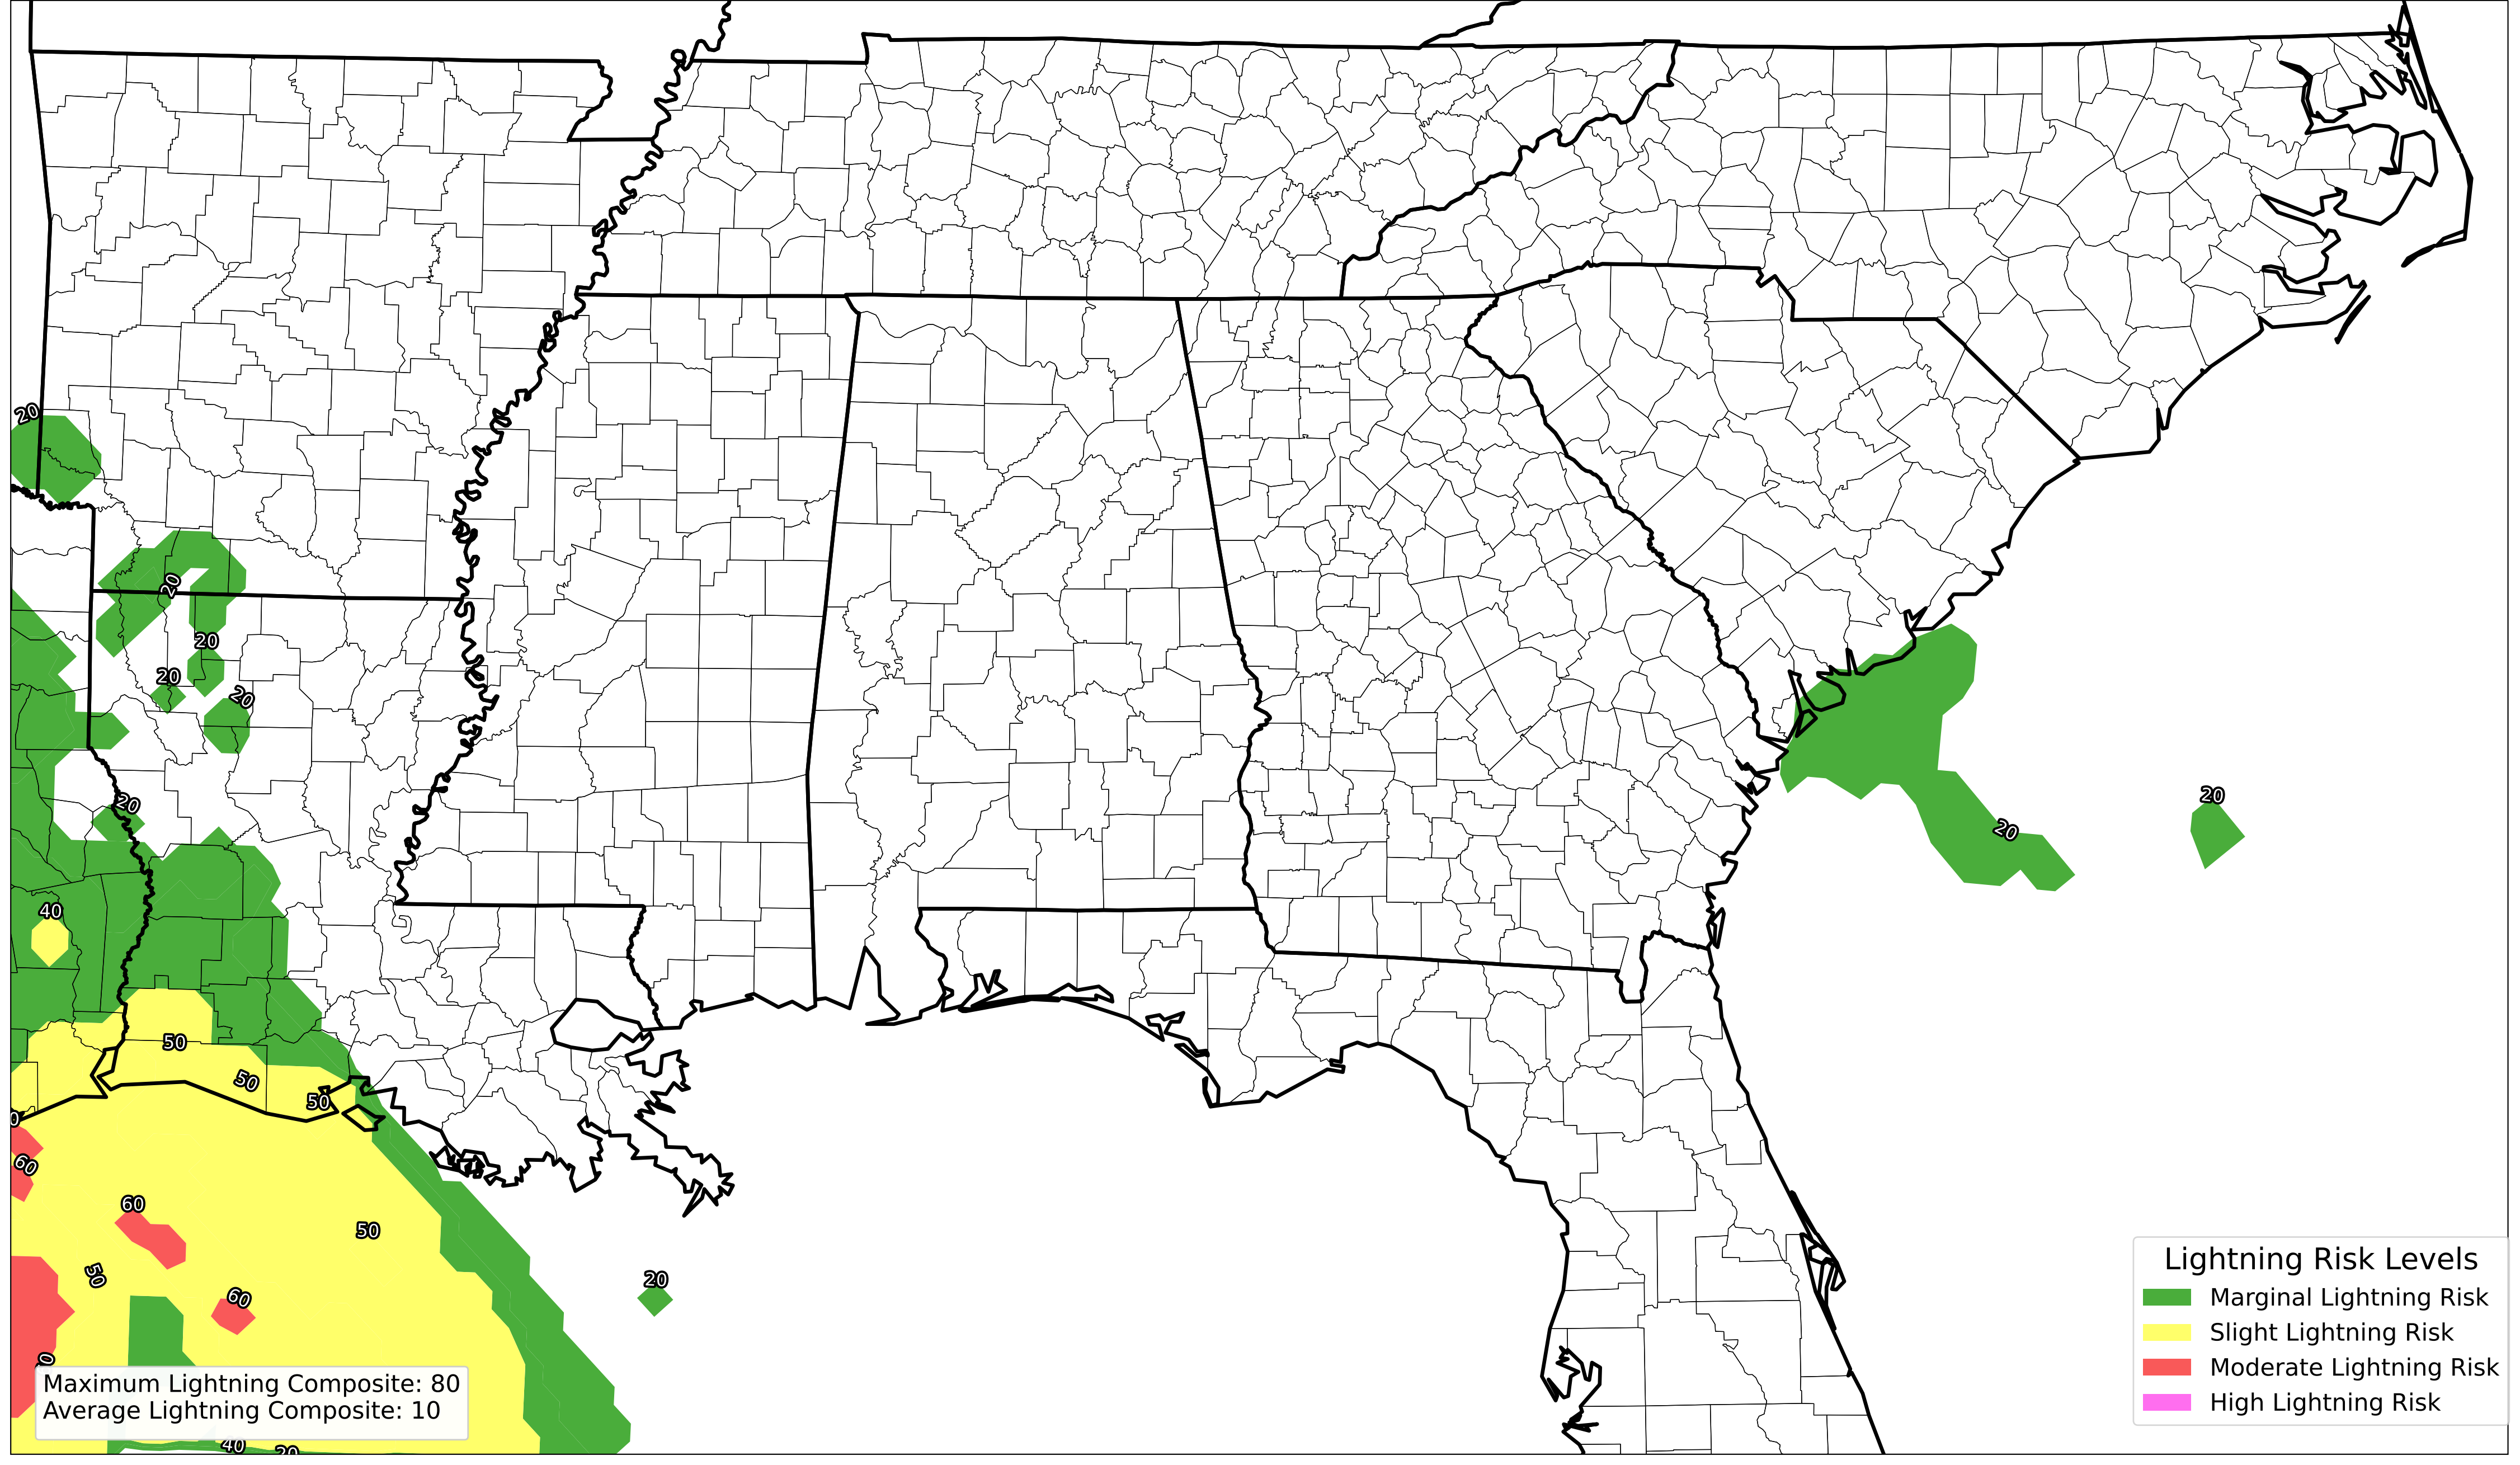 20
20
20
20
20
20
20
20
40
50
50
50
60
60
50
50
60
20
40
20
Maximum Lightning Composite: 80
Average Lightning Composite: 10
Lightning Risk Levels
Marginal Lightning Risk
Slight Lightning Risk
Moderate Lightning Risk
High Lightning Risk